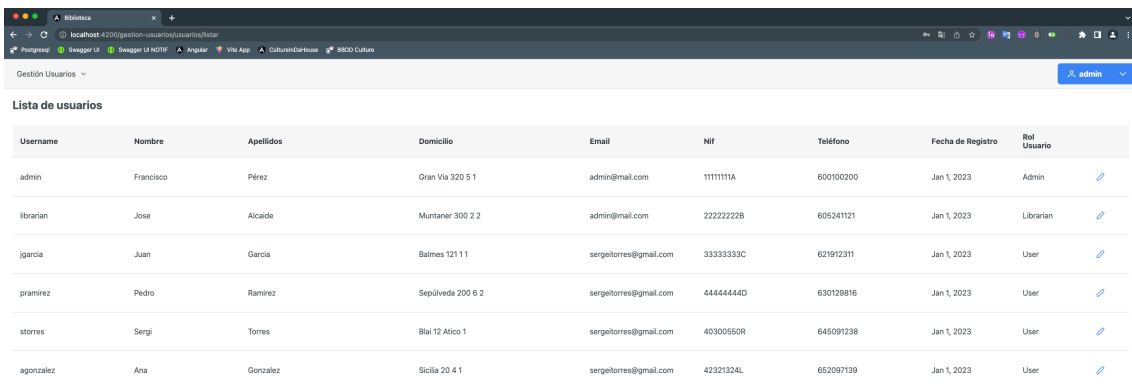 Biblioteca
localhost:4200/gestion-usuarios/usuarios/listar
Postgresql Swagger UI Swagger UI NOTIF Angular Vite App CultureInDaHouse BBDD Culture
Gestión Usuarios admin
Lista de usuarios
Username Nombre Apellidos Domicilio Email Nif Teléfono Fecha de Registro Rol Usuario
admin Francisco Pérez Gran Via 320 5 1 admin@mail.com 11111111A 600100200 Jan 1, 2023 Admin
librarian Jose Alcaide Muntaner 300 2 2 admin@mail.com 22222222B 605241121 Jan 1, 2023 Librarian
jgarcia Juan Garcia Balmes 121 1 1 sergeitorres@gmail.com 33333333C 621912311 Jan 1, 2023 User
pramirez Pedro Ramirez Sepúlveda 200 6 2 sergeitorres@gmail.com 44444444D 630129816 Jan 1, 2023 User
storres Sergi Torres Blai 12 Atico 1 sergeitorres@gmail.com 40300550R 645091238 Jan 1, 2023 User
agonzalez Ana Gonzalez Sicilia 20 4 1 sergeitorres@gmail.com 42321324L 652097139 Jan 1, 2023 User